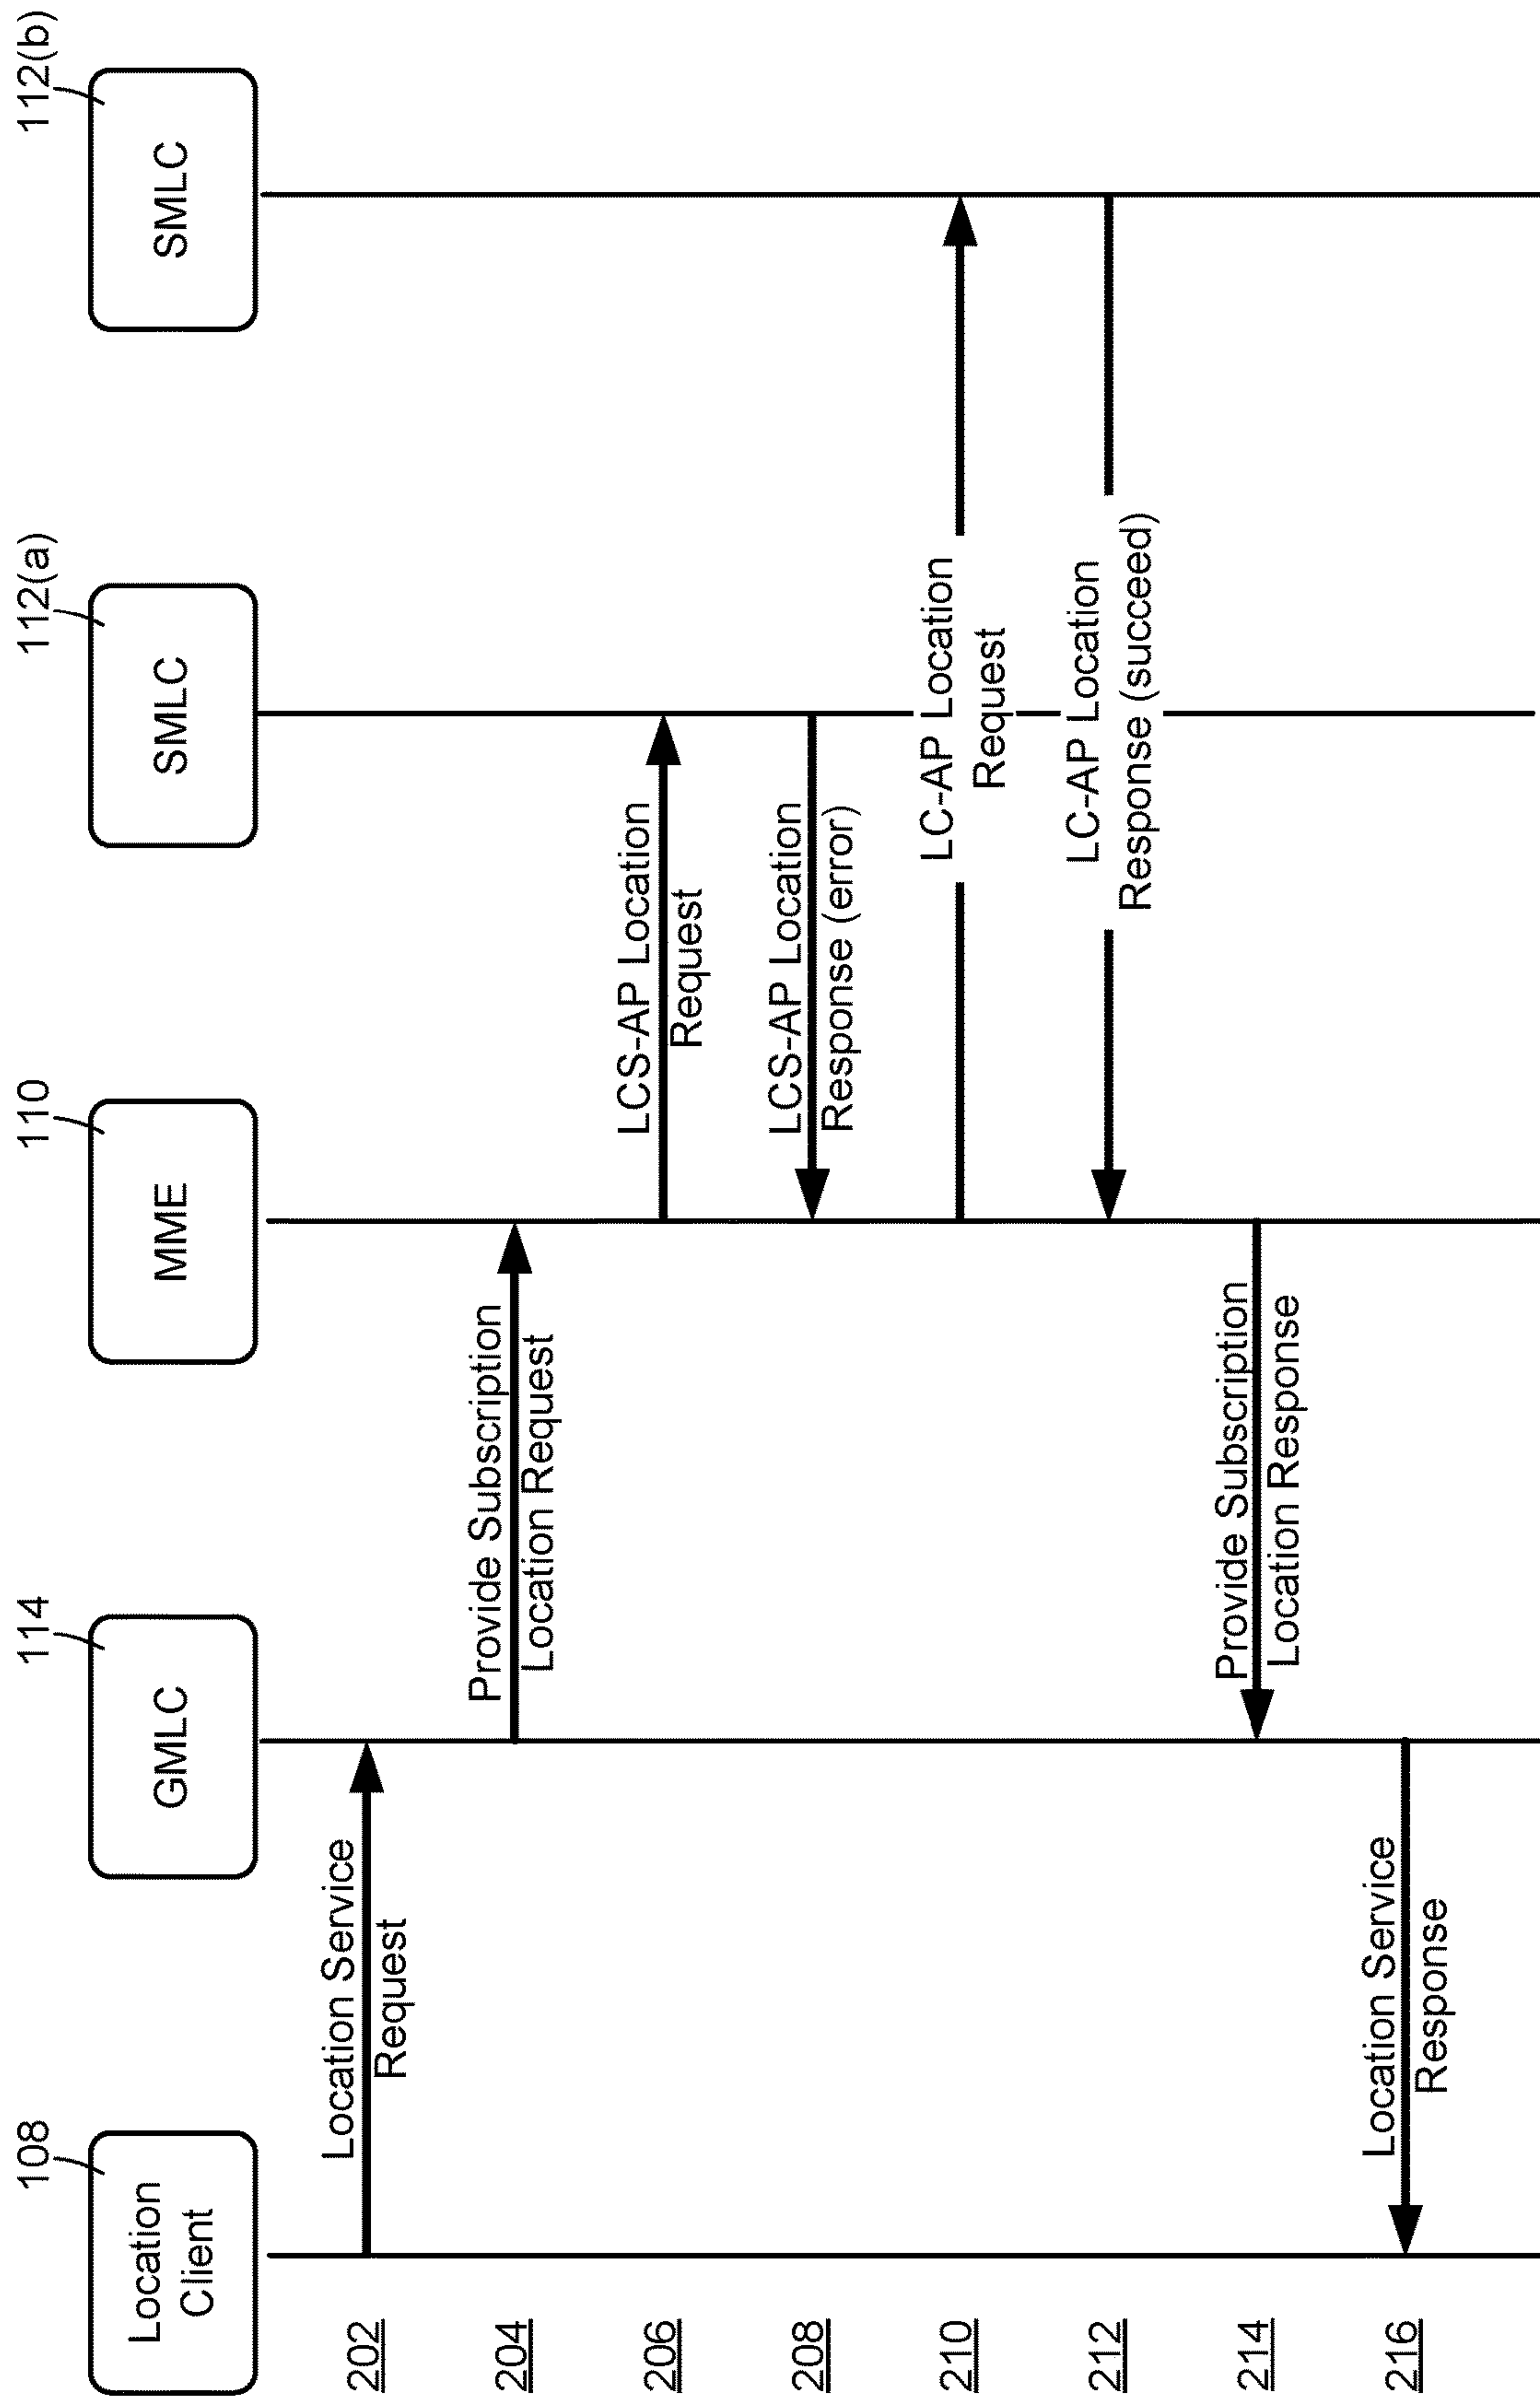 108
114
110
112(a)
112(b)
Location
Client
GMLC
MME
SMLC
SMLC
202
Location Service
Request
204
Provide Subscription
Location Request
206
LCS-AP Location
Request
208
LCS-AP Location
Response (error)
210
LC-AP Location
Request
212
LC-AP Location
Response (succeed)
214
Provide Subscription
Location Response
216
Location Service
Response